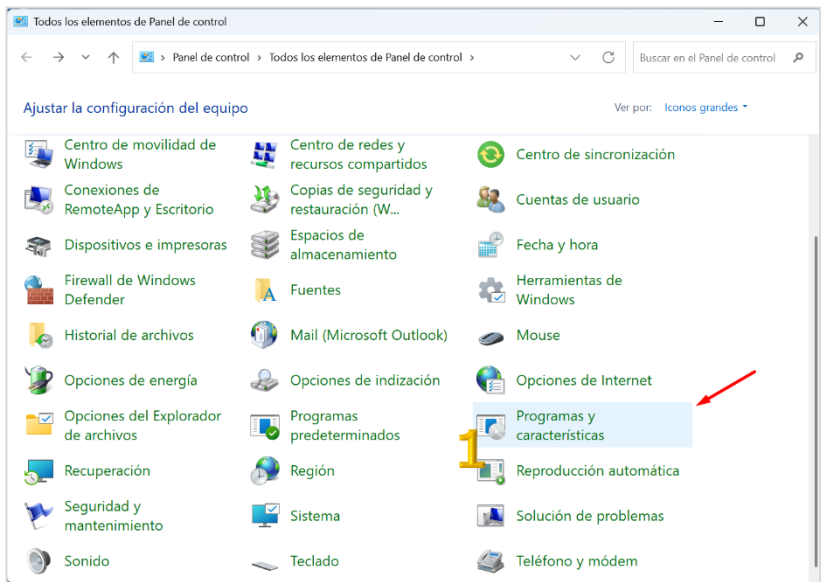 Todos los elementos de Panel de control
Panel de control > Todos los elementos de Panel de control >
Buscar en el Panel de control
Ajustar la configuración del equipo
Ver por: Iconos grandes
Centro de movilidad de
Windows
Centro de redes y
recursos compartidos
Centro de sincronización
Conexiones de
RemoteApp y Escritorio
Copias de seguridad y
restauración (W...
Cuentas de usuario
Dispositivos e impresoras
Espacios de
almacenamiento
Fecha y hora
Firewall de Windows
Defender
Fuentes
Herramientas de
Windows
Historial de archivos
Mail (Microsoft Outlook)
Mouse
Opciones de energía
Opciones de indización
Opciones de Internet
Opciones del Explorador
de archivos
Programas
predeterminados
1
Programas y
características
Recuperación
Región
Reproducción automática
Seguridad y
mantenimiento
Sistema
Solución de problemas
Sonido
Teclado
Teléfono y módem